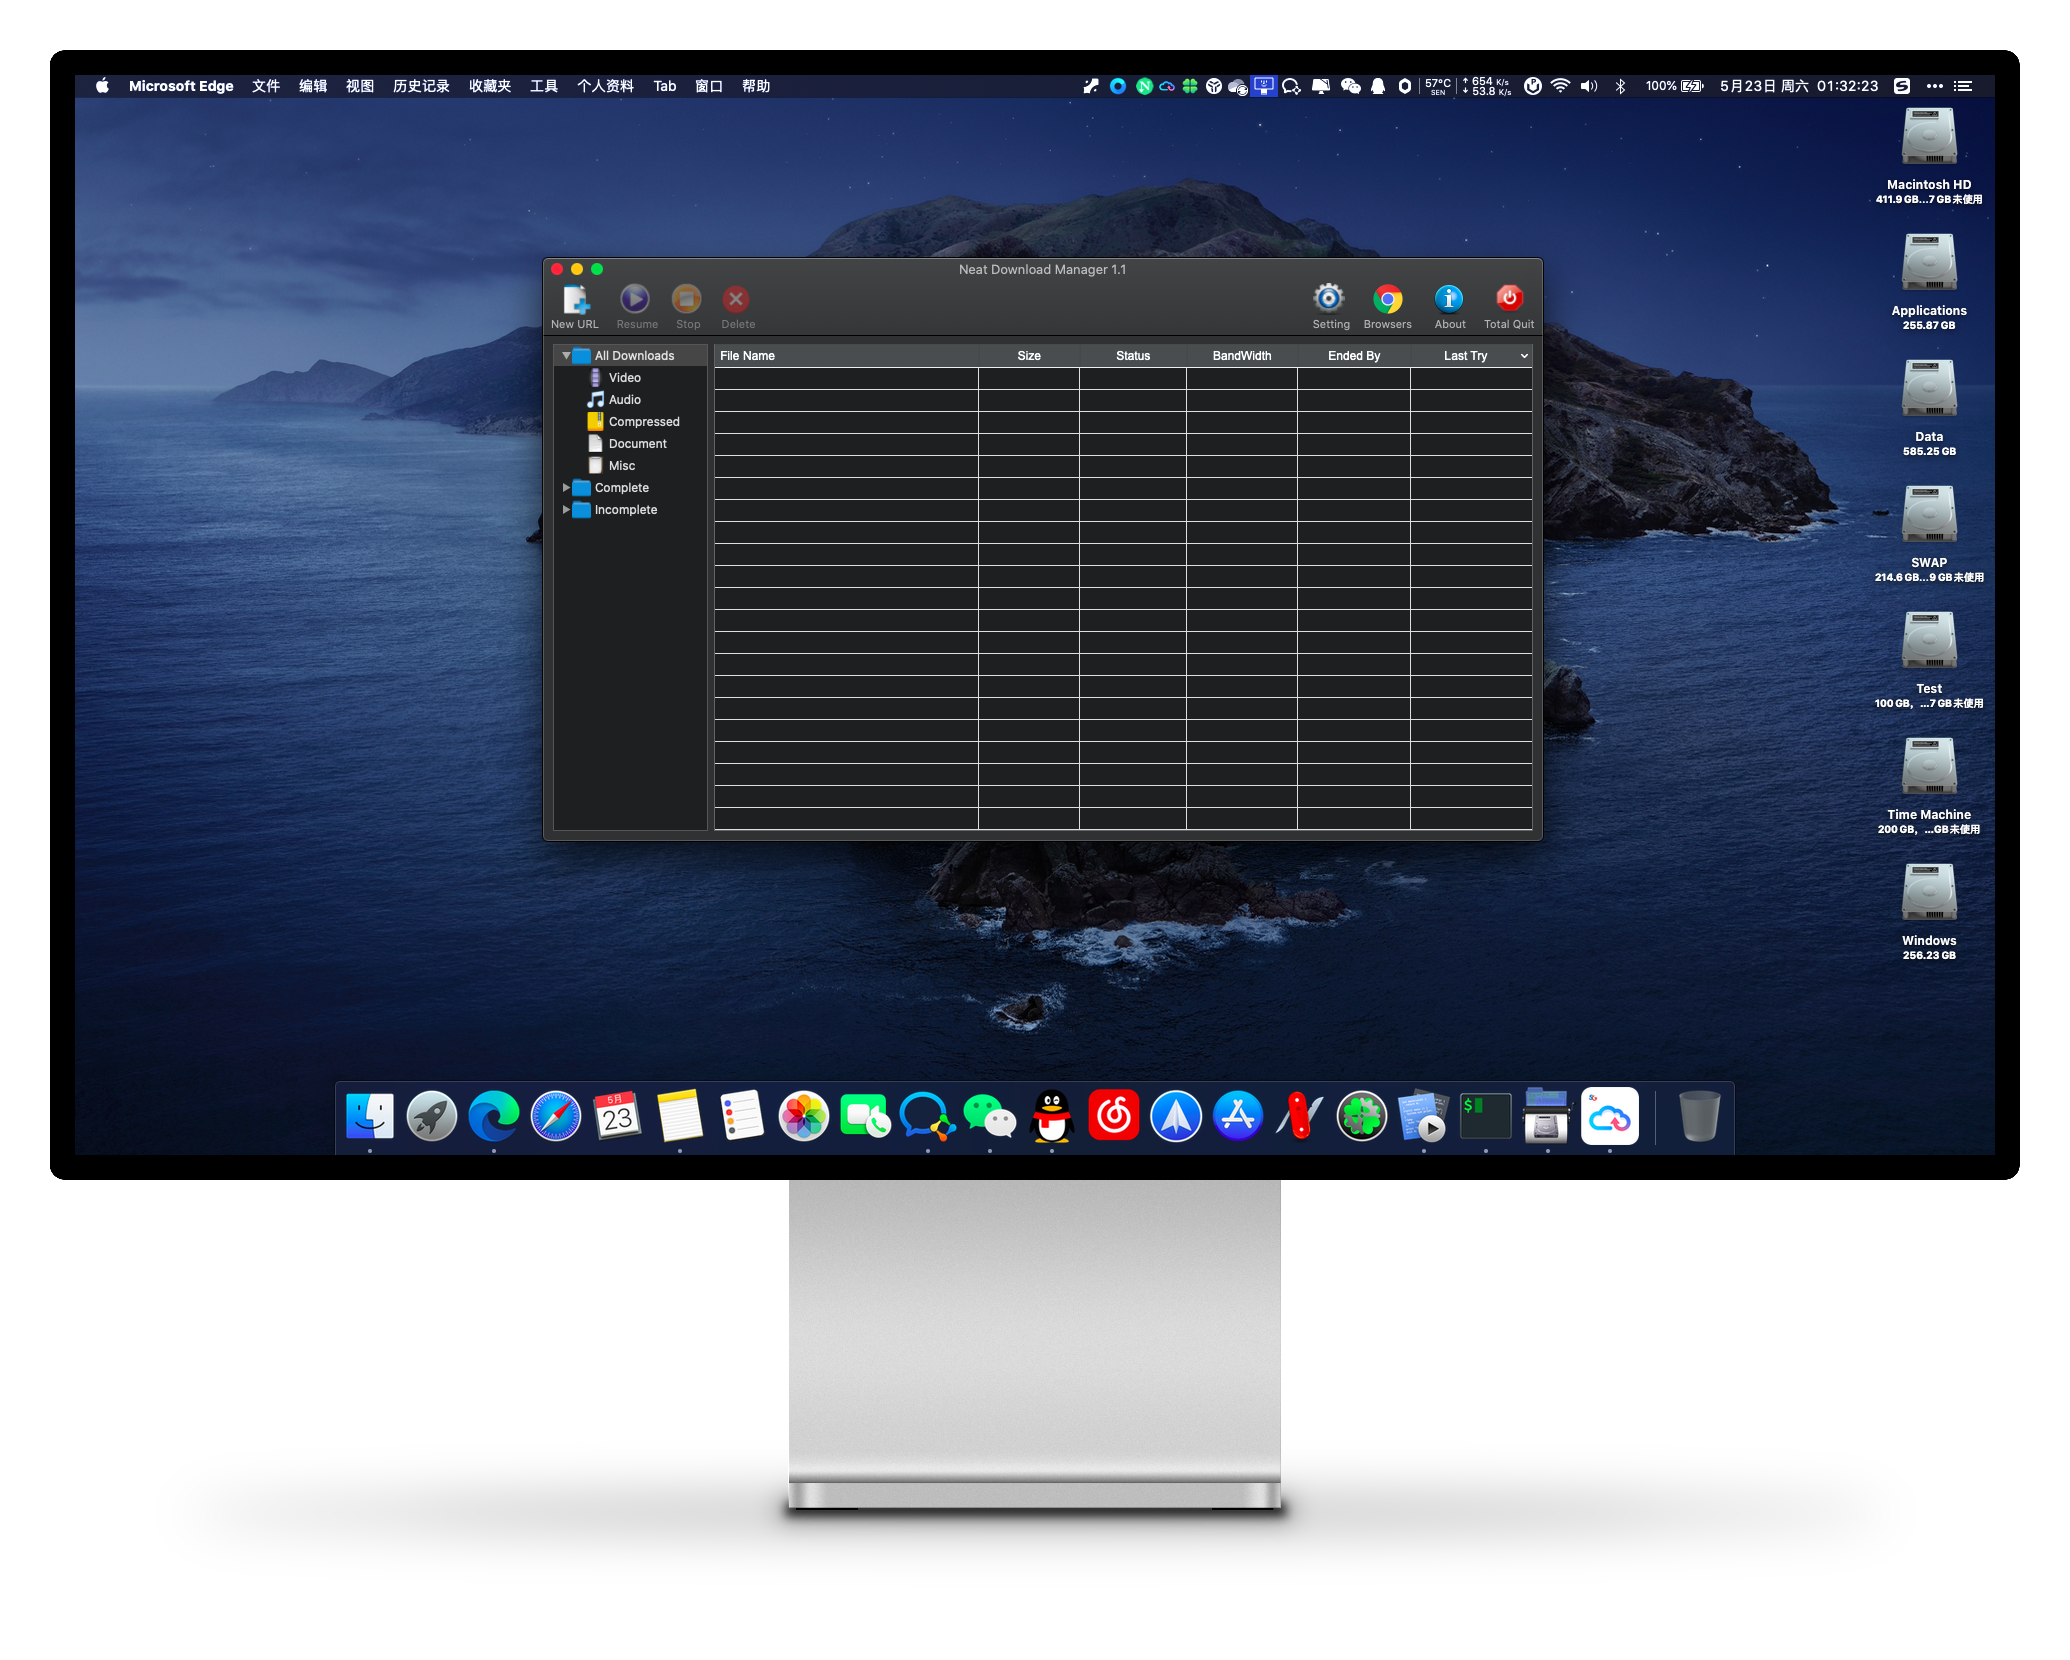 Microsoft Edge 文件 编辑 视图 历史记录 收藏夹 工具 个人资料 Tab 窗口 帮助 57°C SEN 654 K/s 53.8 K/s 100% 5月23日 周六 01:32:23
Macintosh HD
411.9 GB...7 GB未使用
Applications
255.87 GB
Data
585.25 GB
SWAP
214.6 GB...9 GB未使用
Test
100 GB, ...7 GB未使用
Time Machine
200 GB, ...GB未使用
Windows
256.23 GB
Neat Download Manager 1.1
New URL Resume Stop Delete Setting Browsers About Total Quit
All Downloads
Video
Audio
Compressed
Document
Misc
Complete
Incomplete
File Name Size Status BandWidth Ended By Last Try
5月
23
$